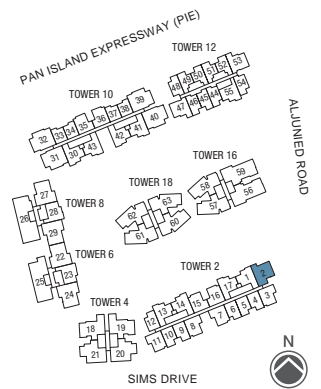 PAN ISLAND EXPRESSWAY (PIE)
TOWER 12
48 49 50 51 52 53
47 46 45 44 55 54
TOWER 10
32 33 34 35 36 37 38 39
31 30 43 42 41 40
ALJUNIED ROAD
TOWER 16
58 59
57 56
TOWER 18
62 63
61 60
TOWER 8
27
26 28
29
TOWER 6
22
25 23
24
TOWER 2
12 13 14 15 16 17 1 2
11 10 9 8 7 6 5 4 3
TOWER 4
18 19
21 20
N
SIMS DRIVE